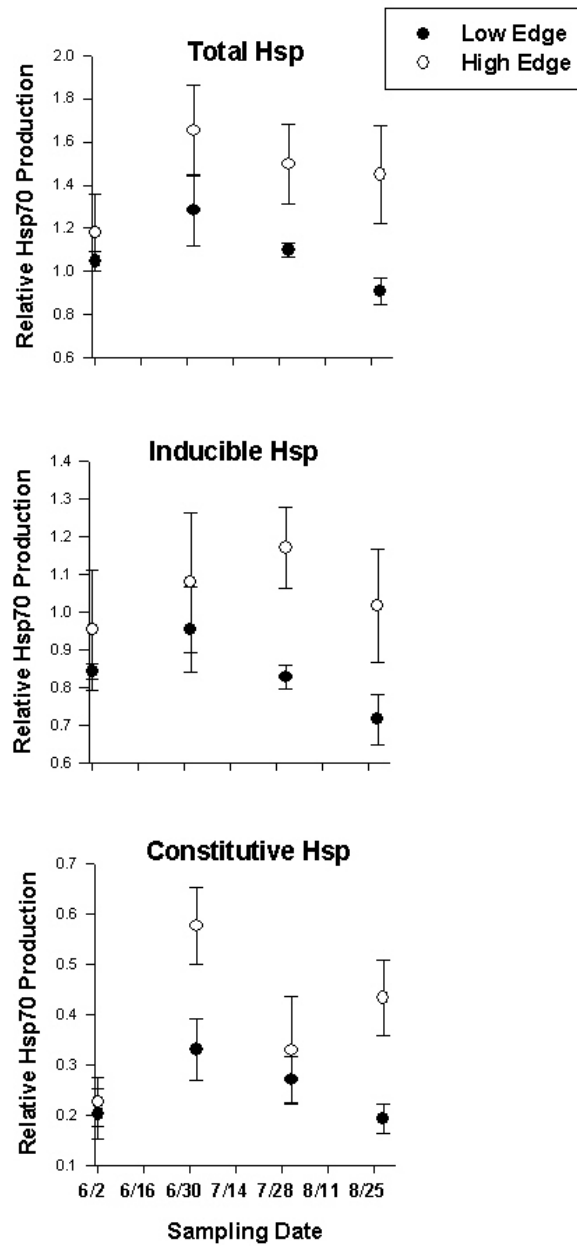 Low Edge
High Edge
Total Hsp
Relative Hsp70 Production
2.0
1.8
1.6
1.4
1.2
1.0
0.8
0.6
Inducible Hsp
Relative Hsp70 Production
1.4
1.3
1.2
1.1
1.0
0.9
0.8
0.7
0.6
Constitutive Hsp
Relative Hsp70 Production
0.7
0.6
0.5
0.4
0.3
0.2
0.1
6/2 6/16 6/30 7/14 7/28 8/11 8/25
Sampling Date